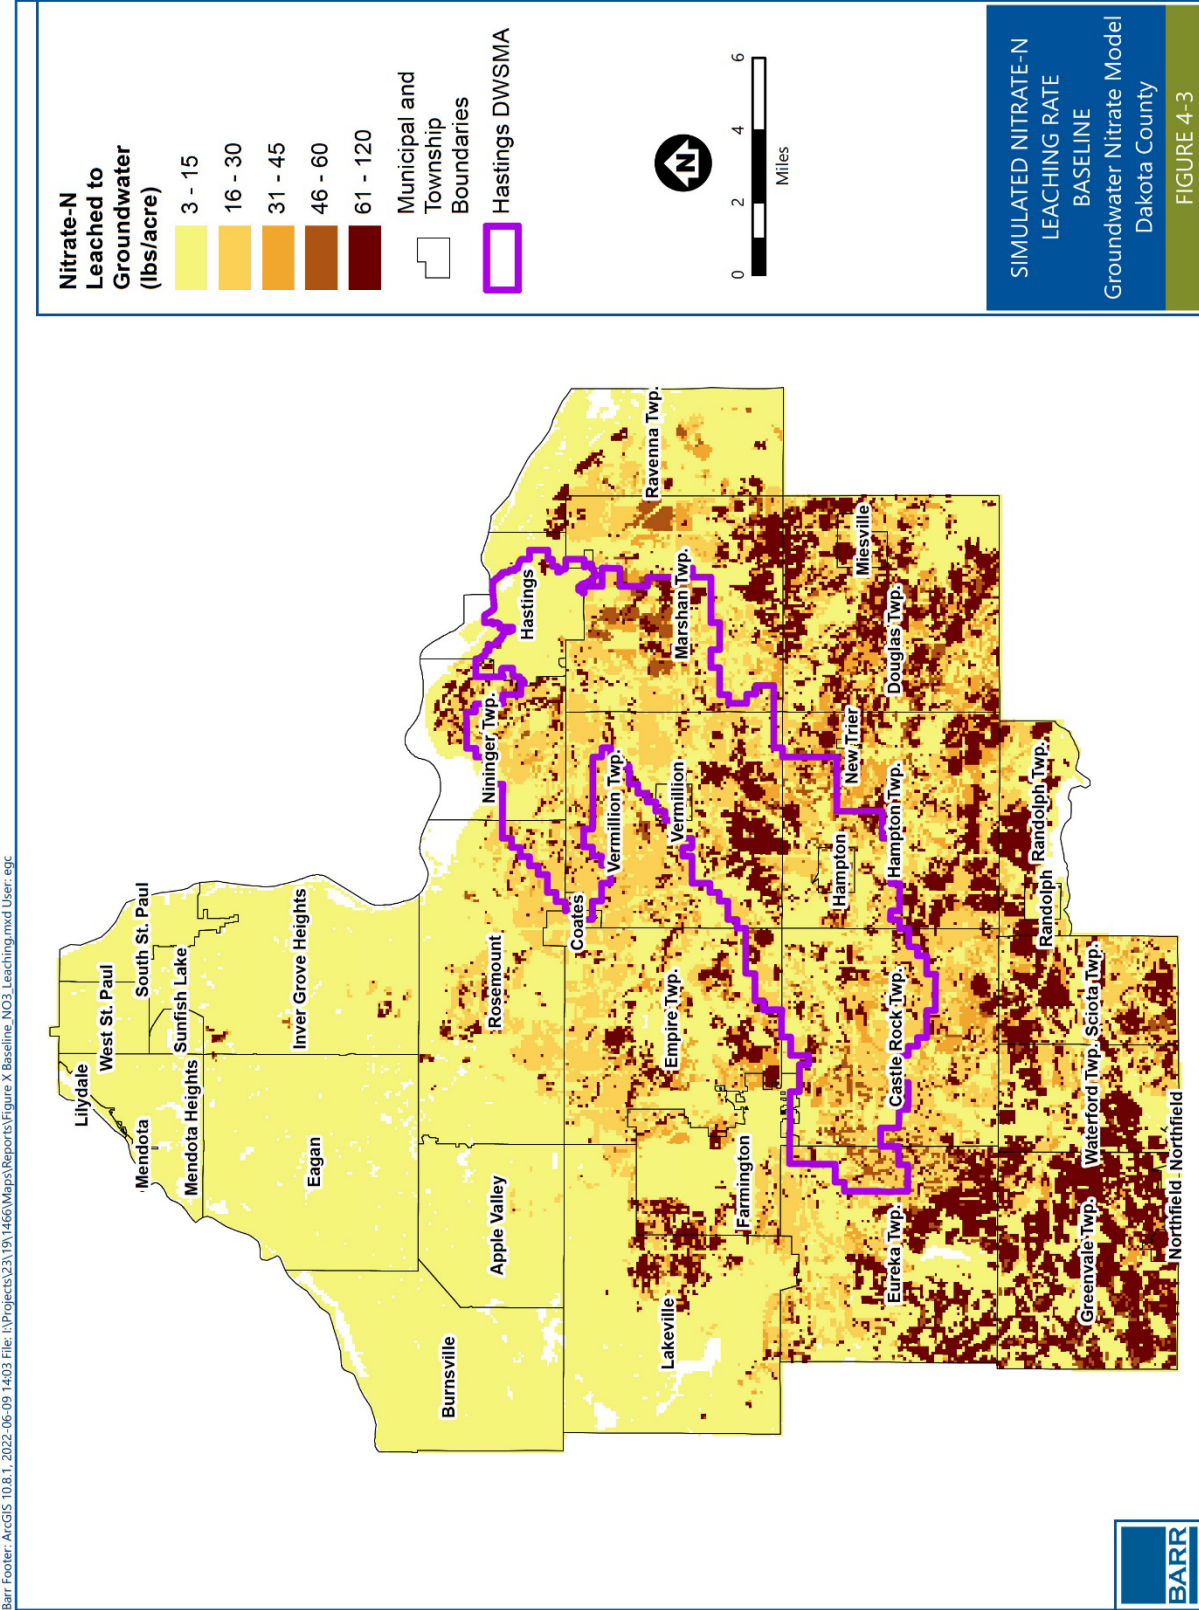 Barr Footer: ArcGIS 10.8.1, 2022-06-09 14:03 File: I:\Projects\23\19\1466\Maps\Reports\Figure X Baseline_NO3_Leaching.mxd User: egc
Lilydale
West St. Paul
South St. Paul
Mendota
Sunfish Lake
Mendota Heights
Inver Grove Heights
Eagan
Burnsville
Apple Valley
Rosemount
Nininger Twp.
Hastings
Coates
Vermillion Twp.
Vermillion
Empire Twp.
Farmington
Lakeville
Marshan Twp.
Ravenna Twp.
Hampton
New Trier
Miesville
Eureka Twp.
Castle Rock Twp.
Hampton Twp.
Douglas Twp.
Greenvale Twp.
Waterford Twp.
Sciota Twp.
Randolph
Randolph Twp.
Northfield
Northfield
Nitrate-N
Leached to
Groundwater
(lbs/acre)
3 - 15
16 - 30
31 - 45
46 - 60
61 - 120
Municipal and
Township
Boundaries
Hastings DWSMA
N
0 2 4 6
Miles
BARR
SIMULATED NITRATE-N
LEACHING RATE
BASELINE
Groundwater Nitrate Model
Dakota County
FIGURE 4-3